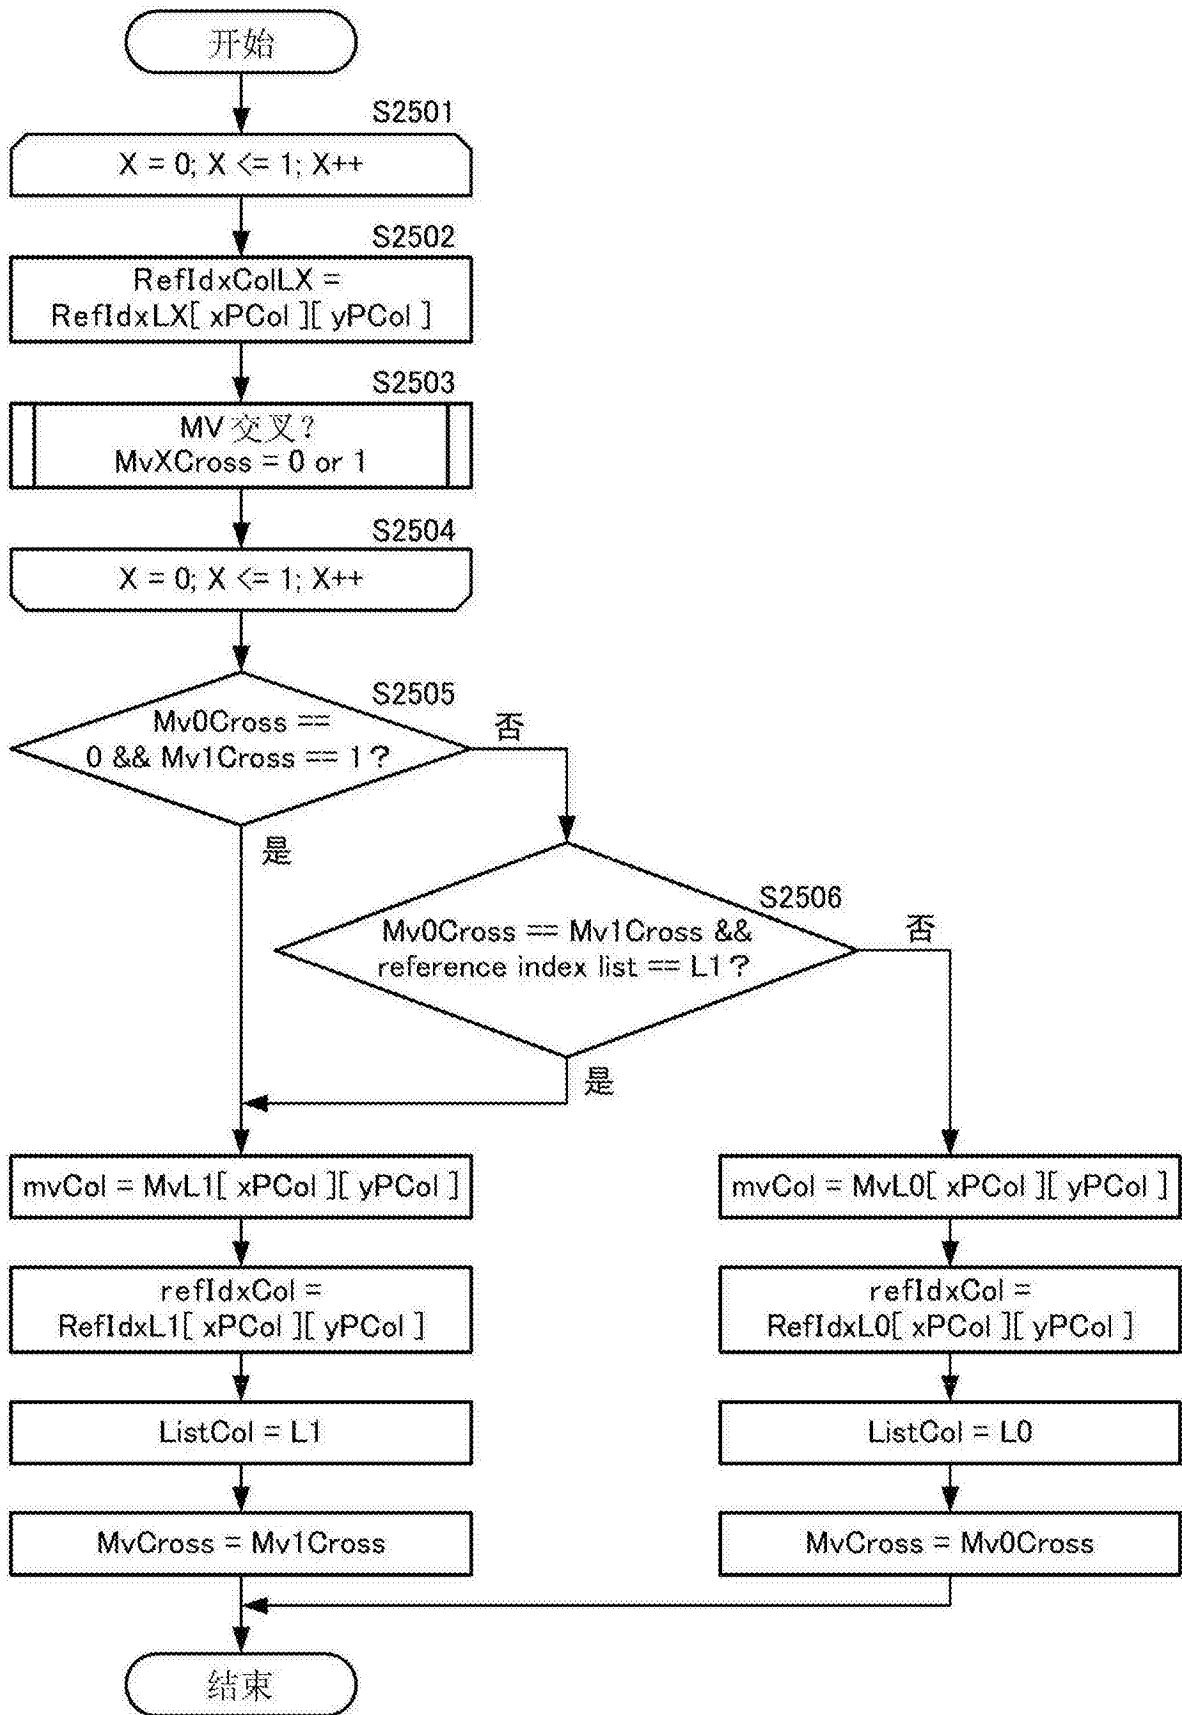 开始
S2501
X = 0; X <= 1; X++
S2502
RefIdxColLX =
RefIdxLX[ xPCol ][ yPCol ]
S2503
MV 交叉?
MvXCross = 0 or 1
S2504
X = 0; X <= 1; X++
S2505
Mv0Cross ==
0 && Mv1Cross == 1?
否
是
S2506
Mv0Cross == Mv1Cross &&
reference index list == L1?
否
是
mvCol = MvL1[ xPCol ][ yPCol ]
refIdxCol =
RefIdxL1[ xPCol ][ yPCol ]
ListCol = L1
MvCross = Mv1Cross
mvCol = MvL0[ xPCol ][ yPCol ]
refIdxCol =
RefIdxL0[ xPCol ][ yPCol ]
ListCol = L0
MvCross = Mv0Cross
结束